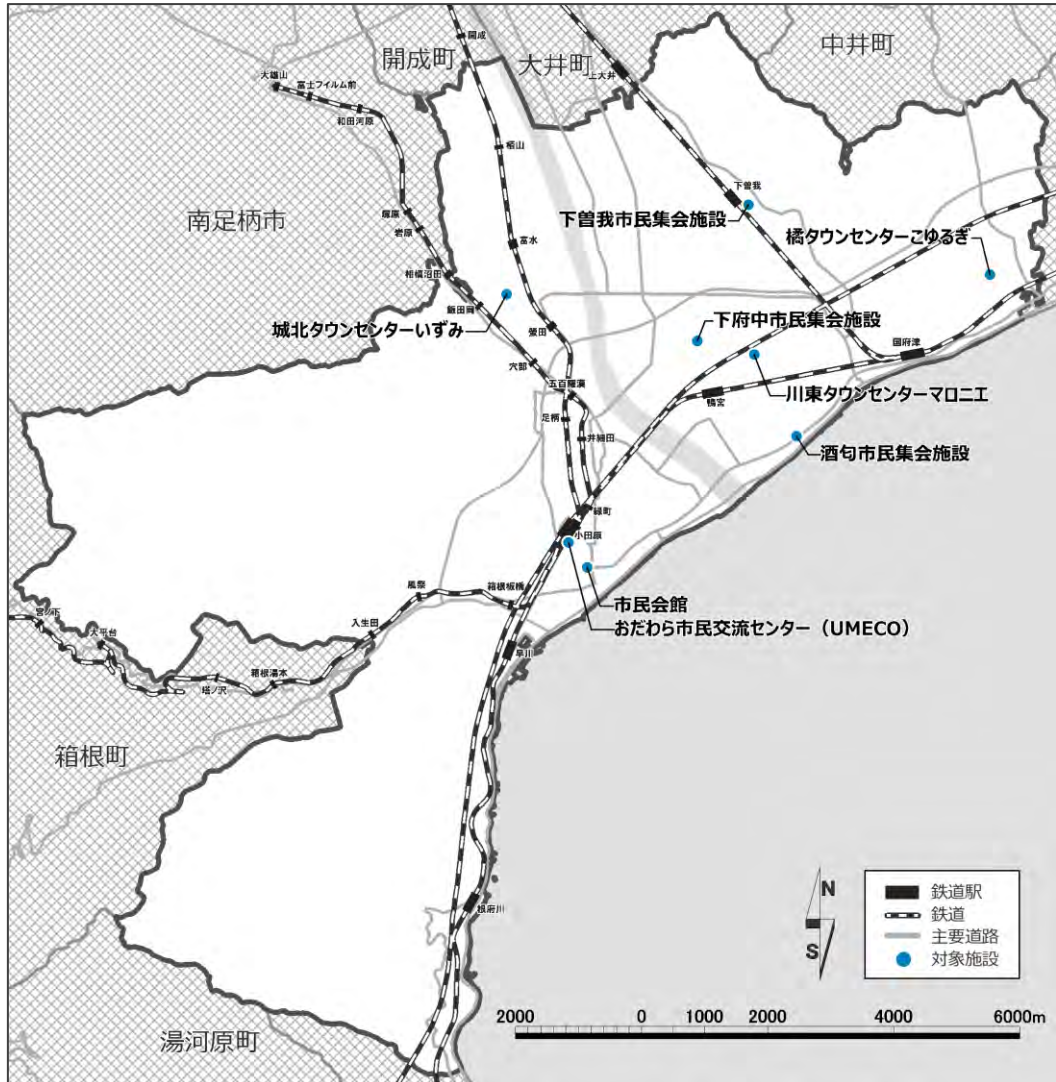 開成町
大井町
中井町
開成
上大井
大雄山
富士フイルム前
和田河原
栢山
下曽我
南足柄市
塚原
岩原
下曽我市民集会施設
富水
橘タウンセンターこゆるぎ
相模沼田
飯田岡
城北タウンセンターいずみ
蛍田
下府中市民集会施設
国府津
穴部
川東タウンセンターマロニエ
五百羅漢
鴨宮
足柄
井細田
酒匂市民集会施設
緑町
小田原
市民会館
おだわら市民交流センター（UMECO）
箱根板橋
風祭
入生田
早川
宮ノ下
大平台
箱根湯本
塔ノ沢
箱根町
根府川
湯河原町
N
S
鉄道駅
鉄道
主要道路
対象施設
2000 0 2000 4000 6000m